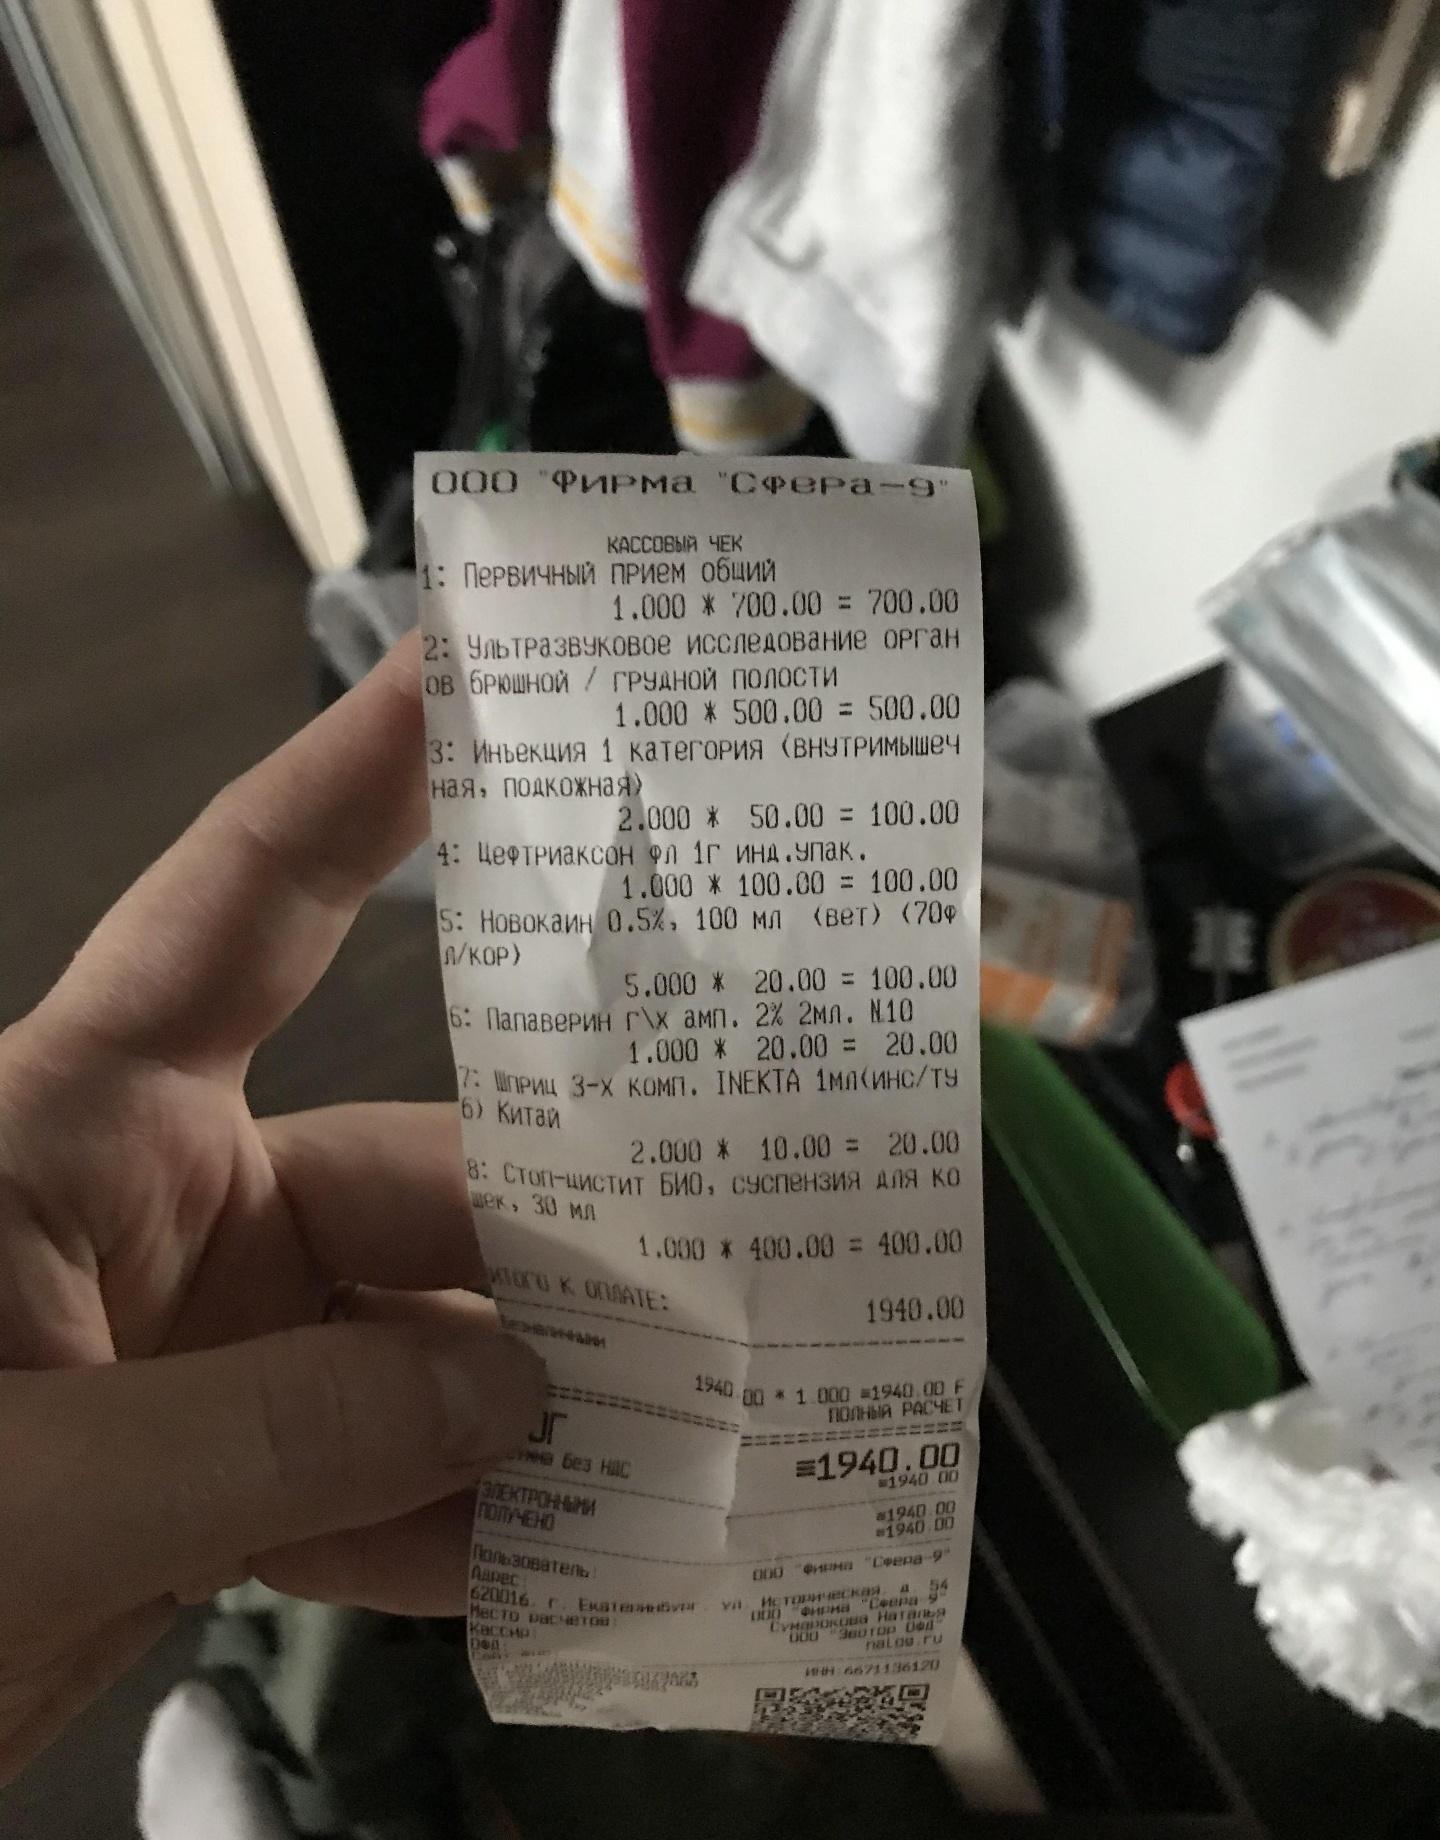 ООО "Фирма "Сфера-9"
КАССОВЫЙ ЧЕК
1: Первичный прием общий
1.000 * 700.00 = 700.00
2: Ультразвуковое исследование орган
ов брюшной / грудной полости
1.000 * 500.00 = 500.00
3: Инъекция 1 категория (внутримышеч
ная, подкожная)
2.000 * 50.00 = 100.00
4: Цефтриаксон фл 1г инд.упак.
1.000 * 100.00 = 100.00
5: Новокаин 0.5%, 100 мл (вет) (70ф
л/кор)
5.000 * 20.00 = 100.00
6: Папаверин г\х амп. 2% 2мл. N10
1.000 * 20.00 = 20.00
7: Шприц 3-х комп. INEKTA 1мл(инс/ту
б) Китай
2.000 * 10.00 = 20.00
8: Стоп-цистит БИО, суспензия для ко
шек, 30 мл
1.000 * 400.00 = 400.00
ИТОГО К ОПЛАТЕ: 1940.00
Безналичными
1940.00 * 1.000 ≡1940.00 F
ПОЛНЫЙ РАСЧЕТ
≡1940.00
без НДС ≡1940.00
ЭЛЕКТРОННЫМИ ≡1940.00
ПОЛУЧЕНО ≡1940.00
Пользователь: ООО "Фирма "Сфера-9"
Адрес:
620016, г. Екатеринбург, ул. Историческая, д. 54
Место расчетов: ООО "Фирма "Сфера-9"
Кассир: Сумарокова Наталья
ОФД: ООО "Эвотор ОФД"
nalog.ru
ИНН 6671136120